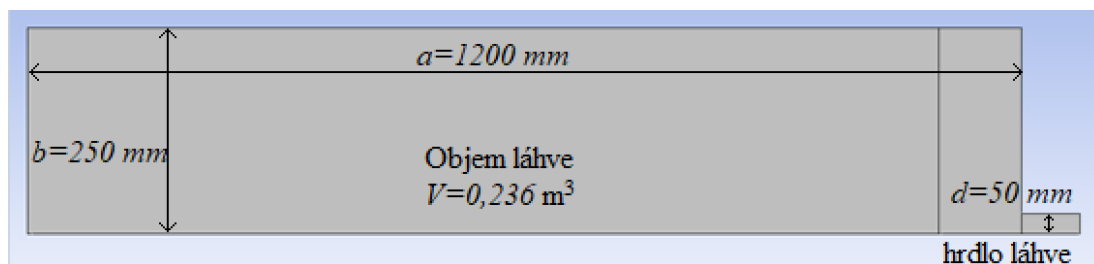 a=1200 mm
b=250 mm
Objem láhve
V=0,236 m³
d=50 mm
hrdlo láhve